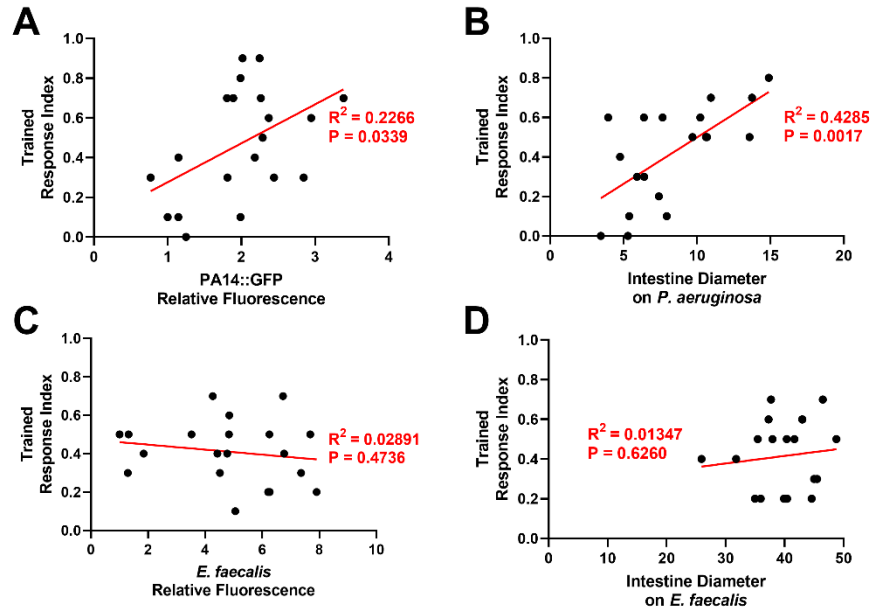 A
Trained
Response Index
1.0
0.8
0.6
0.4
0.2
0.0
0
1
2
3
4
R² = 0.2266
P = 0.0339
PA14::GFP
Relative Fluorescence
B
Trained
Response Index
1.0
0.8
0.6
0.4
0.2
0.0
0
5
10
15
20
R² = 0.4285
P = 0.0017
Intestine Diameter
on P. aeruginosa
C
Trained
Response Index
1.0
0.8
0.6
0.4
0.2
0.0
0
2
4
6
8
10
R² = 0.02891
P = 0.4736
E. faecalis
Relative Fluorescence
D
Trained
Response Index
1.0
0.8
0.6
0.4
0.2
0.0
0
10
20
30
40
50
R² = 0.01347
P = 0.6260
Intestine Diameter
on E. faecalis